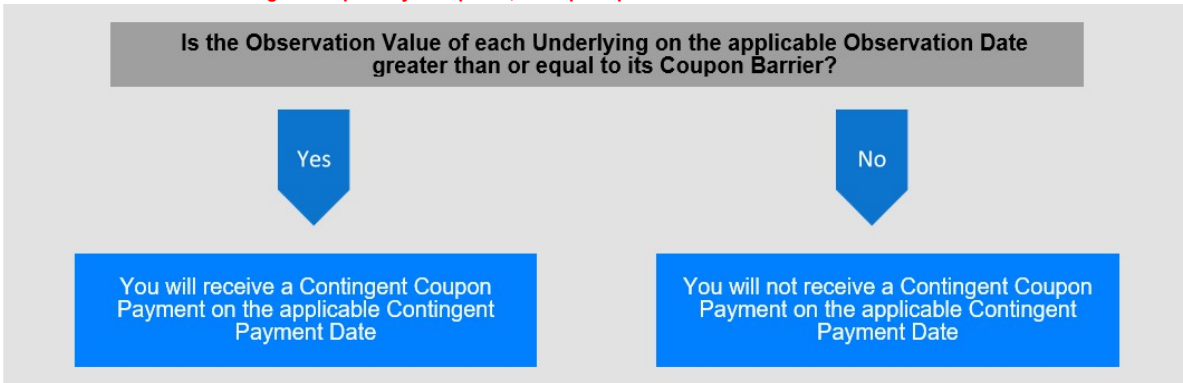 Is the Observation Value of each Underlying on the applicable Observation Date
greater than or equal to its Coupon Barrier?
Yes
No
You will receive a Contingent Coupon
Payment on the applicable Contingent
Payment Date
You will not receive a Contingent Coupon
Payment on the applicable Contingent
Payment Date